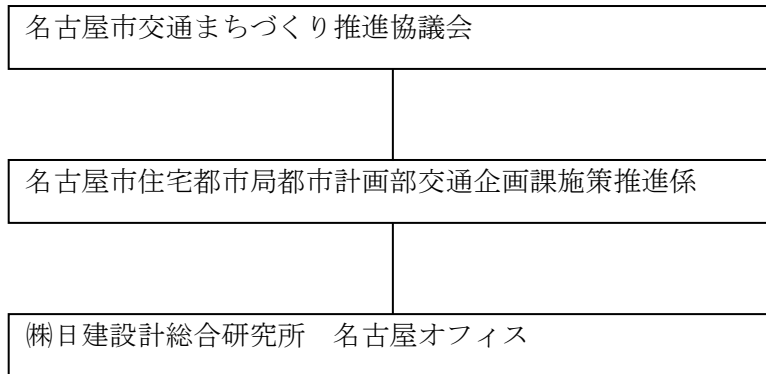 名古屋市交通まちづくり推進協議会
名古屋市住宅都市局都市計画部交通企画課施策推進係
㈱日建設計総合研究所　名古屋オフィス